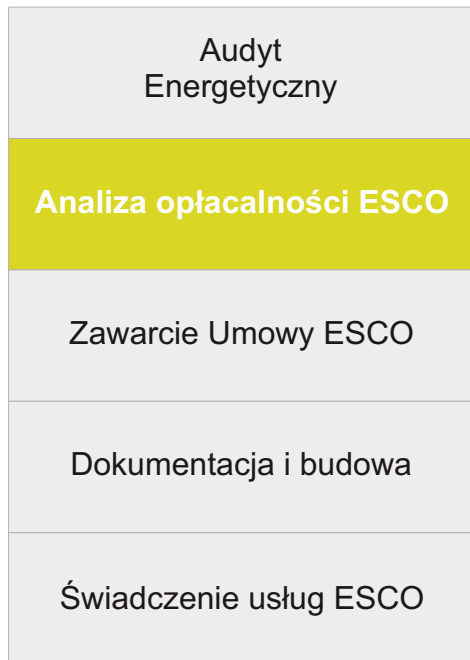 Audyt
Energetyczny
Analiza opłacalności ESCO
Zawarcie Umowy ESCO
Dokumentacja i budowa
Świadczenie usług ESCO